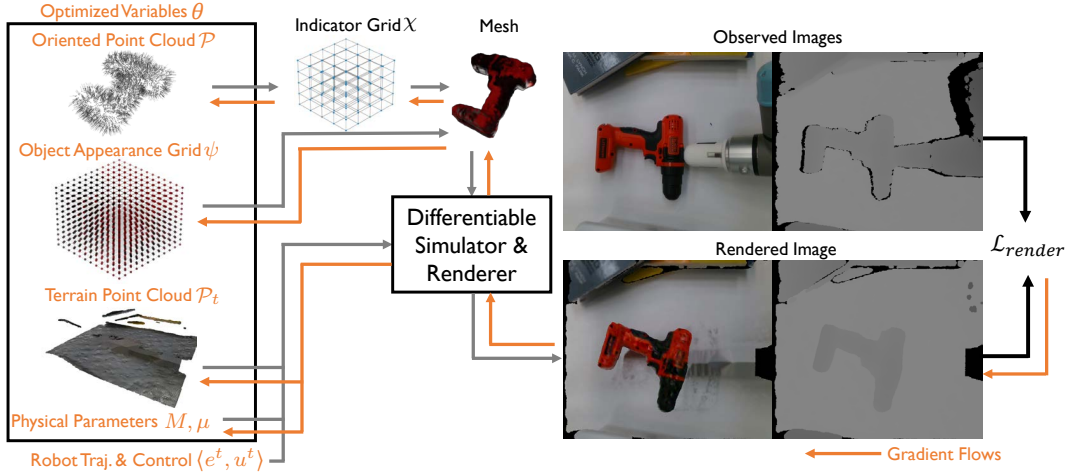 Optimized Variables θ
Oriented Point Cloud 𝒫
Indicator Grid χ
Mesh
Observed Images
Object Appearance Grid ψ
Differentiable
Simulator &
Renderer
Rendered Image
ℒ_render
Terrain Point Cloud 𝒫_t
Physical Parameters M, μ
Robot Traj. & Control ⟨e^t, u^t⟩
Gradient Flows